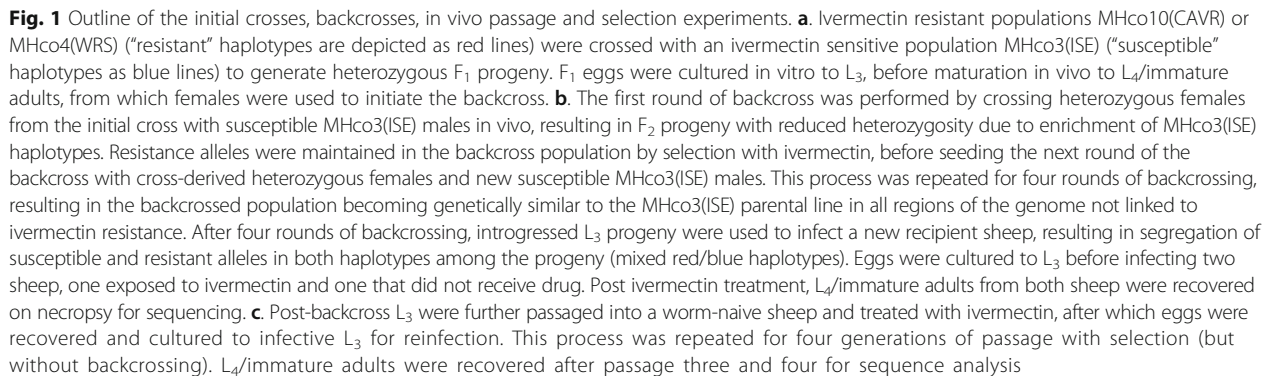 Fig. 1 Outline of the initial crosses, backcrosses, in vivo passage and selection experiments. a. Ivermectin resistant populations MHco10(CAVR) or
MHco4(WRS) (“resistant” haplotypes are depicted as red lines) were crossed with an ivermectin sensitive population MHco3(ISE) (“susceptible”
haplotypes as blue lines) to generate heterozygous F₁ progeny. F₁ eggs were cultured in vitro to L₃, before maturation in vivo to L₄/immature
adults, from which females were used to initiate the backcross. b. The first round of backcross was performed by crossing heterozygous females
from the initial cross with susceptible MHco3(ISE) males in vivo, resulting in F₂ progeny with reduced heterozygosity due to enrichment of MHco3(ISE)
haplotypes. Resistance alleles were maintained in the backcross population by selection with ivermectin, before seeding the next round of the
backcross with cross-derived heterozygous females and new susceptible MHco3(ISE) males. This process was repeated for four rounds of backcrossing,
resulting in the backcrossed population becoming genetically similar to the MHco3(ISE) parental line in all regions of the genome not linked to
ivermectin resistance. After four rounds of backcrossing, introgressed L₃ progeny were used to infect a new recipient sheep, resulting in segregation of
susceptible and resistant alleles in both haplotypes among the progeny (mixed red/blue haplotypes). Eggs were cultured to L₃ before infecting two
sheep, one exposed to ivermectin and one that did not receive drug. Post ivermectin treatment, L₄/immature adults from both sheep were recovered
on necropsy for sequencing. c. Post-backcross L₃ were further passaged into a worm-naive sheep and treated with ivermectin, after which eggs were
recovered and cultured to infective L₃ for reinfection. This process was repeated for four generations of passage with selection (but
without backcrossing). L₄/immature adults were recovered after passage three and four for sequence analysis